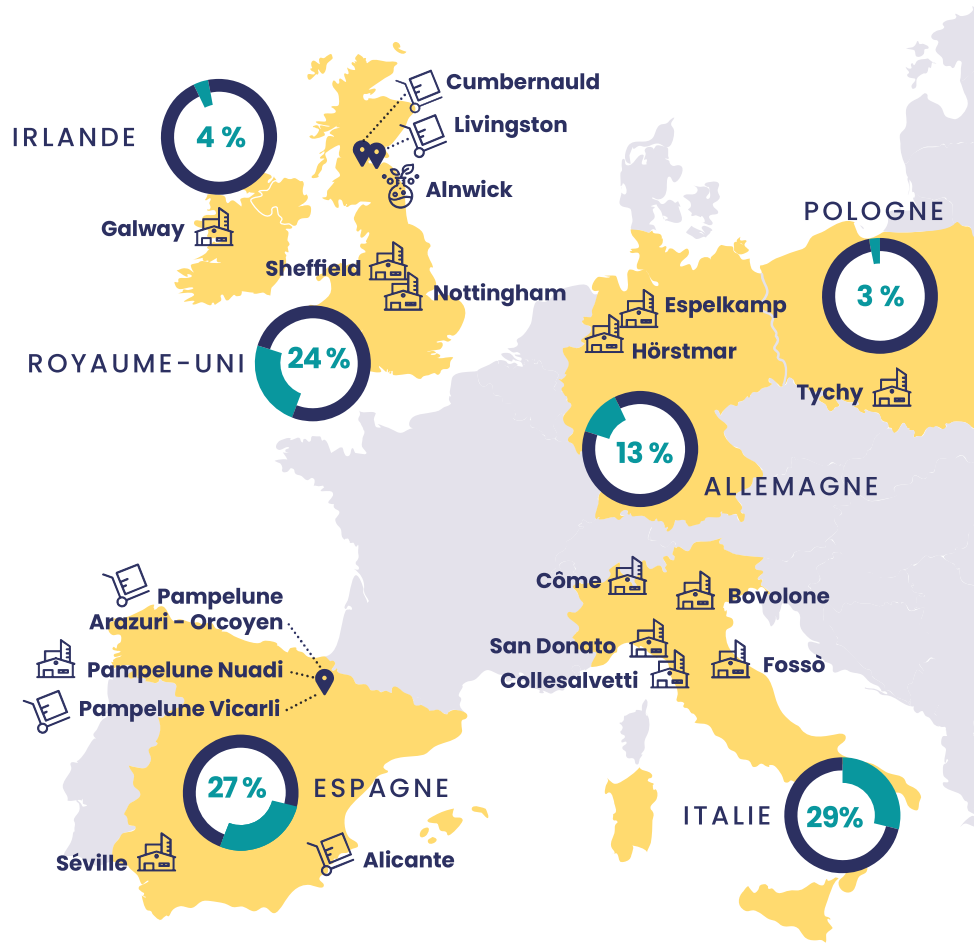 Cumbernauld
IRLANDE
4 %
Livingston
Alnwick
POLOGNE
Galway
Sheffield
Nottingham
3 %
Espelkamp
Hörstmar
ROYAUME-UNI
24 %
Tychy
13 %
ALLEMAGNE
Côme
Bovolone
Pampelune
Arazuri - Orcoyen
San Donato
Fossò
Pampelune Nuadi
Collesalvetti
Pampelune Vicarli
27 %
ESPAGNE
ITALIE
29%
Séville
Alicante